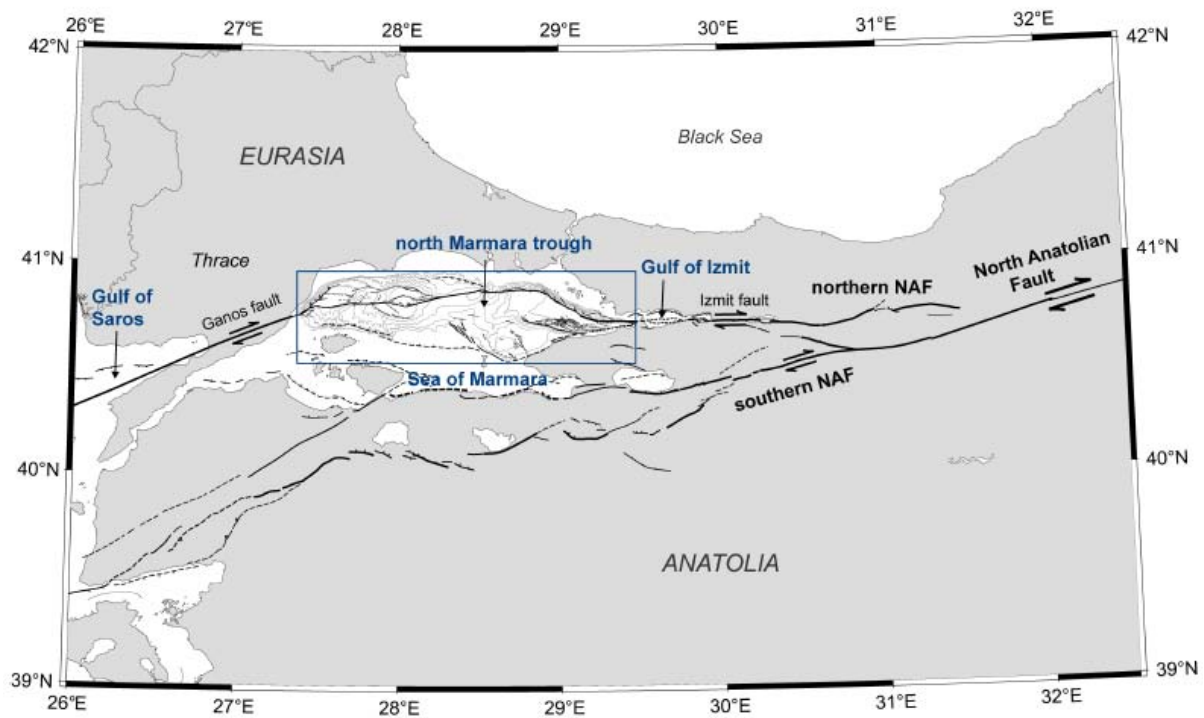 26°E 27°E 28°E 29°E 30°E 31°E 32°E
42°N 42°N
Black Sea
EURASIA
41°N 41°N
north Marmara trough
Thrace
Gulf of Izmit
North Anatolian
Fault
Gulf of
Saros
Ganos fault
Izmit fault
northern NAF
Sea of Marmara
southern NAF
40°N 40°N
ANATOLIA
39°N 39°N
26°E 27°E 28°E 29°E 30°E 31°E 32°E